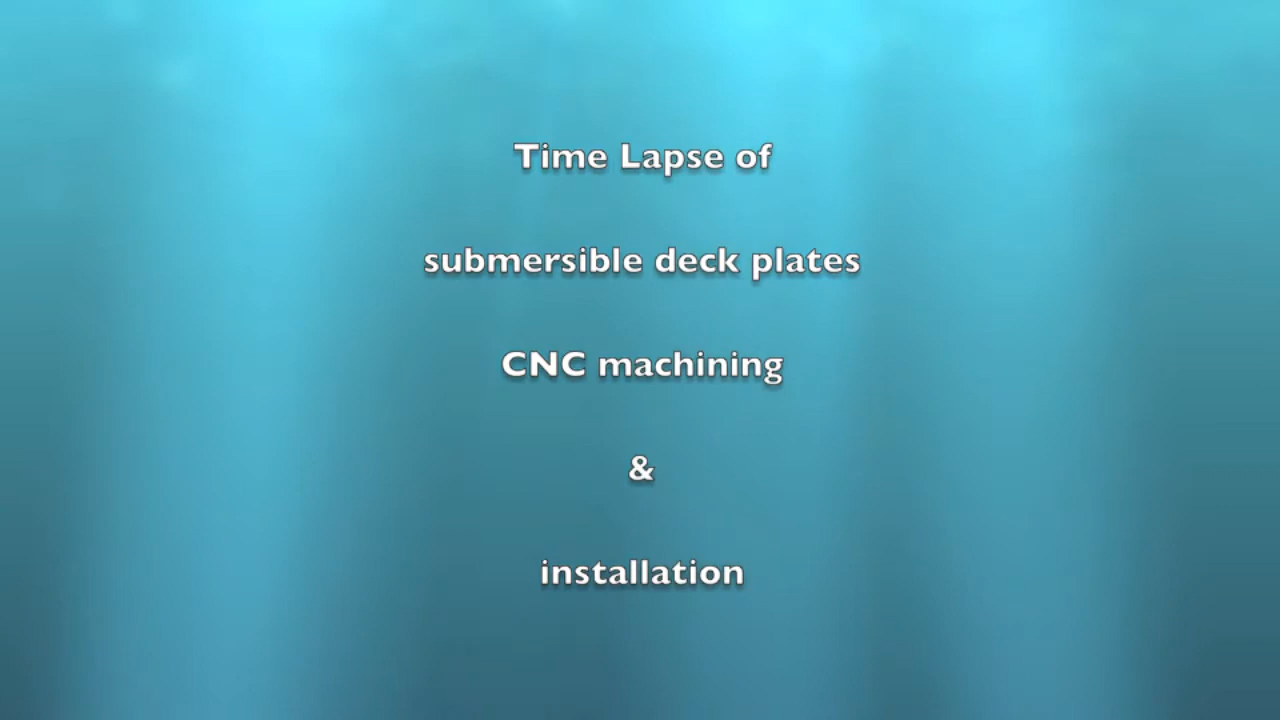 Time Lapse of
submersible deck plates
CNC machining
&
installation